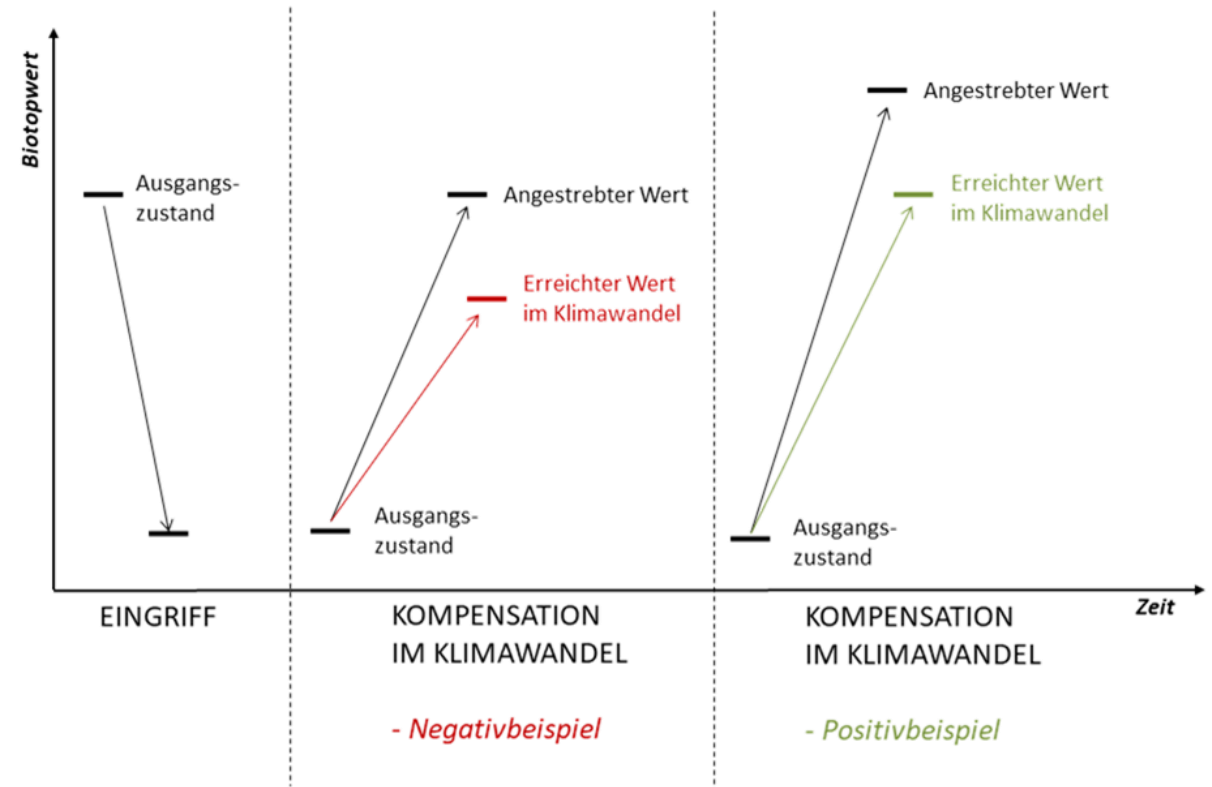 Biotopwert
Ausgangs-
zustand
EINGRIFF
Angestrebter Wert
Erreichter Wert
im Klimawandel
Ausgangs-
zustand
KOMPENSATION
IM KLIMAWANDEL
- Negativbeispiel
Angestrebter Wert
Erreichter Wert
im Klimawandel
Ausgangs-
zustand
Zeit
KOMPENSATION
IM KLIMAWANDEL
- Positivbeispiel